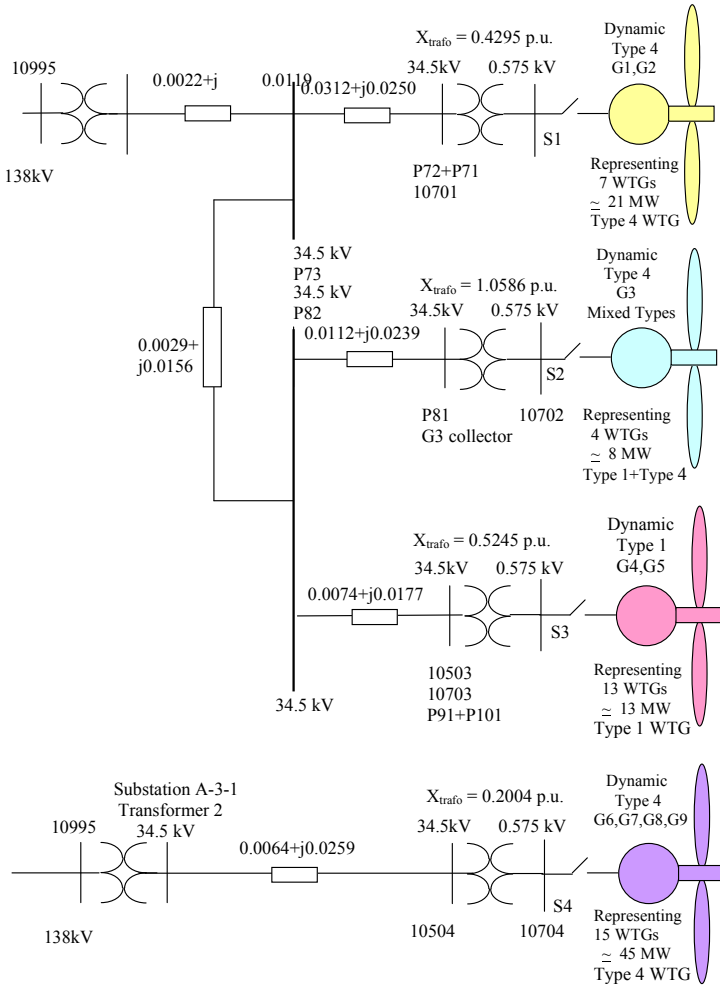 X trafo = 0.4295 p.u.
Dynamic
Type 4
G1,G2
10995
0.0022+j
0.0119
0.0312+j0.0250
34.5kV
0.575 kV
S1
138kV
P72+P71
10701
Representing
7 WTGs
≃ 21 MW
Type 4 WTG
34.5 kV
P73
34.5 kV
P82
X trafo = 1.0586 p.u.
34.5kV
0.575 kV
Dynamic
Type 4
G3
Mixed Types
0.0029+
j0.0156
0.0112+j0.0239
S2
P81
G3 collector
10702
Representing
4 WTGs
≃ 8 MW
Type 1+Type 4
X trafo = 0.5245 p.u.
34.5kV
0.575 kV
Dynamic
Type 1
G4,G5
0.0074+j0.0177
S3
10503
10703
P91+P101
34.5 kV
Representing
13 WTGs
≃ 13 MW
Type 1 WTG
Substation A-3-1
Transformer 2
10995
34.5 kV
X trafo = 0.2004 p.u.
34.5kV
0.575 kV
Dynamic
Type 4
G6,G7,G8,G9
0.0064+j0.0259
S4
138kV
10504
10704
Representing
15 WTGs
≃ 45 MW
Type 4 WTG